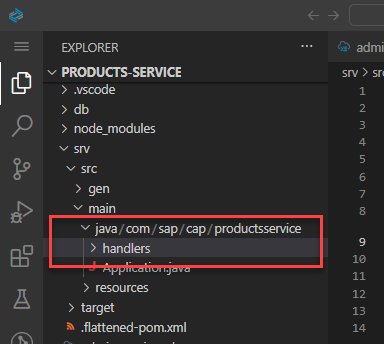 EXPLORER
PRODUCTS-SERVICE
.vscode
db
node_modules
srv
src
gen
main
java/com/sap/cap/productsservice
handlers
Application.java
resources
target
.flattened-pom.xml
admi
srv > src
1
2
3
4
5
6
7
8
9
10
11
12
13
14